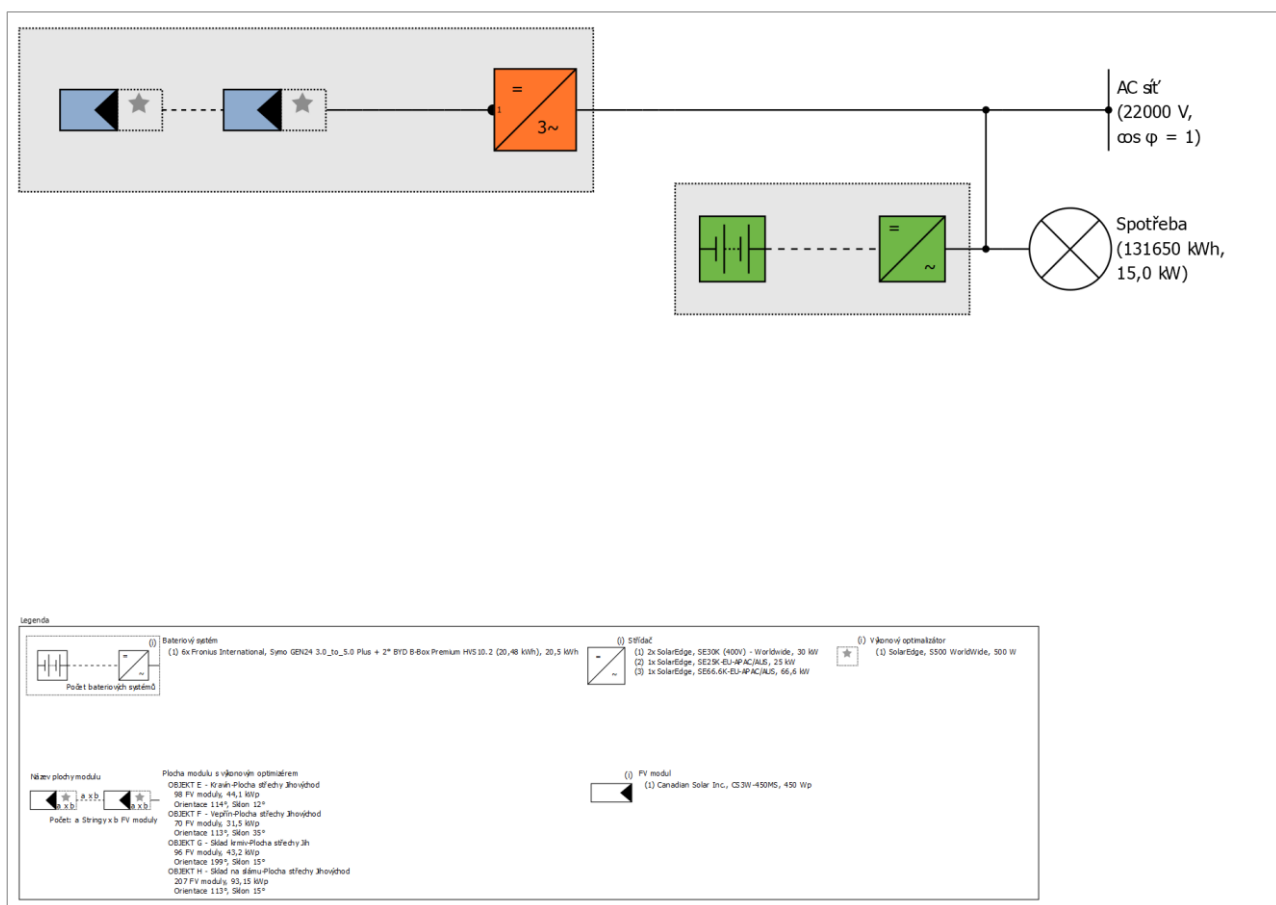 =
3~
1
AC síť
(22000 V,
cos φ = 1)
=
~
Spotřeba
(131650 kWh,
15,0 kW)
Legenda
(i) Bateriový systém
(1) 6x Fronius International, Symo GEN24 3.0_to_5.0 Plus + 2* BYD B-Box Premium HVS 10.2 (20,48 kWh), 20,5 kWh
=
~
Počet bateriových systémů
(i) Střídač
(1) 2x SolarEdge, SE30K (400V) - Worldwide, 30 kW
(2) 1x SolarEdge, SE25K-EU-APAC/AUS, 25 kW
(3) 1x SolarEdge, SE66.6K-EU-APAC/AUS, 66,6 kW
=
~
(i) Výkonový optimalizátor
(1) SolarEdge, S500 WorldWide, 500 W
Název plochy modulu
a x b
a x b
a x b
Počet: a Stringy x b FV moduly
Plocha modulu s výkonovým optimizérem
OBJEKT E - Kravín-Plocha střechy Jihovýchod
98 FV moduly, 44,1 kWp
Orientace 114°, Sklon 12°
OBJEKT F - Vepřín-Plocha střechy Jihovýchod
70 FV moduly, 31,5 kWp
Orientace 113°, Sklon 35°
OBJEKT G - Sklad krmiv-Plocha střechy Jih
96 FV moduly, 43,2 kWp
Orientace 199°, Sklon 15°
OBJEKT H - Sklad na slámu-Plocha střechy Jihovýchod
207 FV moduly, 93,15 kWp
Orientace 113°, Sklon 15°
(i) FV modul
(1) Canadian Solar Inc., CS3W-450MS, 450 Wp